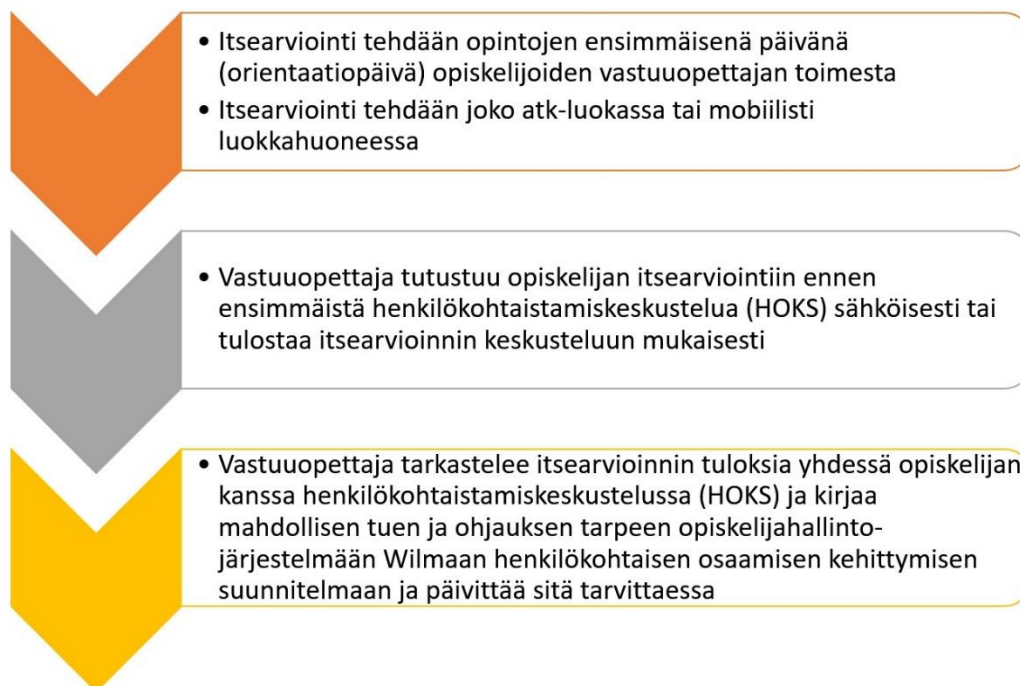 • Itsearviointi tehdään opintojen ensimmäisenä päivänä
(orientaatiopäivä) opiskelijoiden vastuuopettajan toimesta
• Itsearviointi tehdään joko atk-luokassa tai mobiilisti
luokkahuoneessa
• Vastuuopettaja tutustuu opiskelijan itsearviointiin ennen
ensimmäistä henkilökohtaistamiskeskustelua (HOKS) sähköisesti tai
tulostaa itsearvioinnin keskusteluun mukaisesti
• Vastuuopettaja tarkastelee itsearvioinnin tuloksia yhdessä opiskelijan
kanssa henkilökohtaistamiskeskustelussa (HOKS) ja kirjaa
mahdollisen tuen ja ohjauksen tarpeen opiskelijahallinto-
järjestelmään Wilmaan henkilökohtaisen osaamisen kehittymisen
suunnitelmaan ja päivittää sitä tarvittaessa